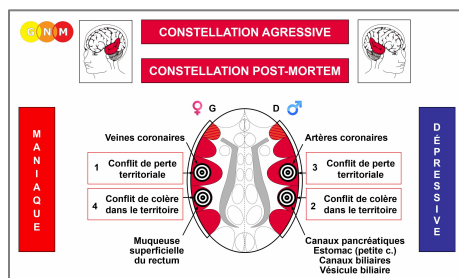 GNM
CONSTELLATION AGRESSIVE
CONSTELLATION POST-MORTEM
♀ G
D ♂
Veines coronaires
Artères coronaires
1 Conflit de perte
territoriale
3 Conflit de perte
territoriale
4 Conflit de colère
dans le territoire
2 Conflit de colère
dans le territoire
Muqueuse
superficielle
du rectum
Canaux pancréatiques
Estomac (petite c.)
Canaux biliaires
Vésicule biliaire
MANIAQUE
DÉPRESSIVE